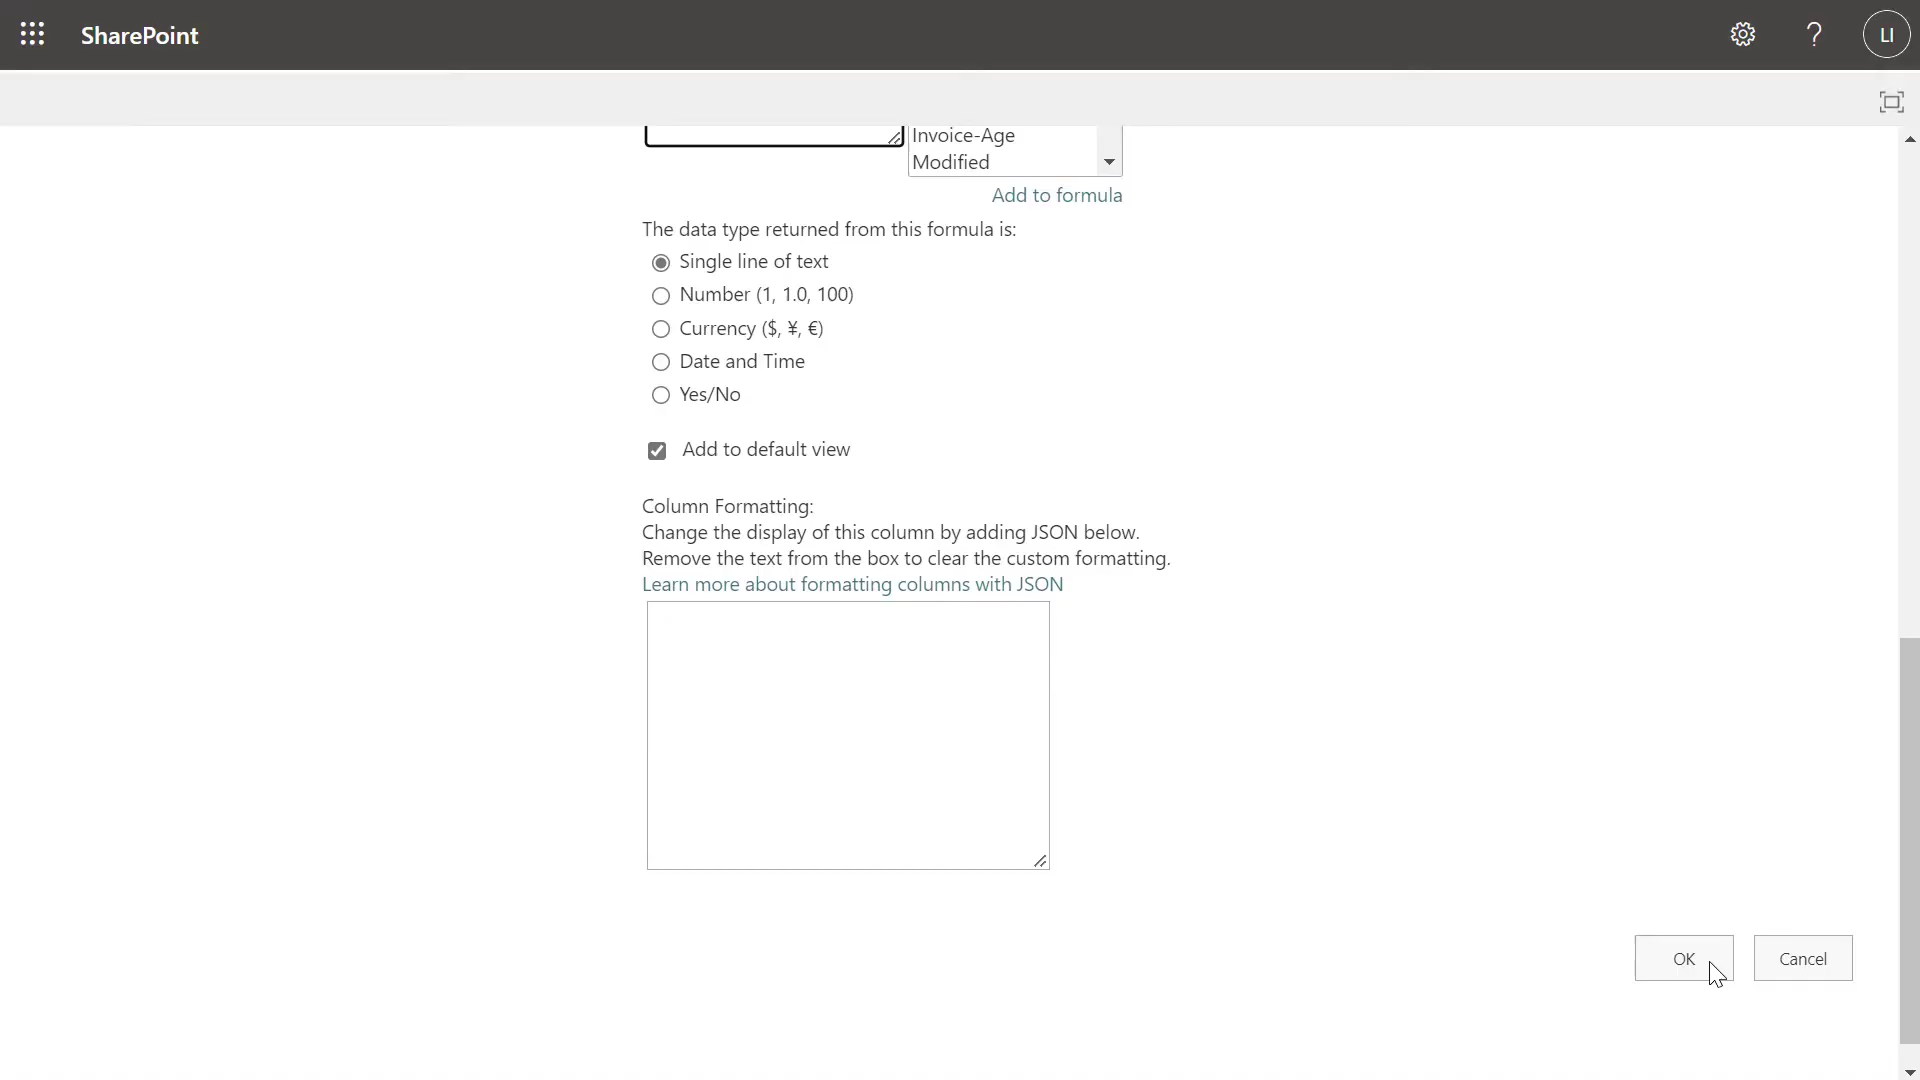 SharePoint
?
LI
Invoice-Age
Modified
Add to formula
The data type returned from this formula is:
Single line of text
Number (1, 1.0, 100)
Currency ($, ¥, €)
Date and Time
Yes/No
Add to default view
Column Formatting:
Change the display of this column by adding JSON below.
Remove the text from the box to clear the custom formatting.
Learn more about formatting columns with JSON
OK
Cancel